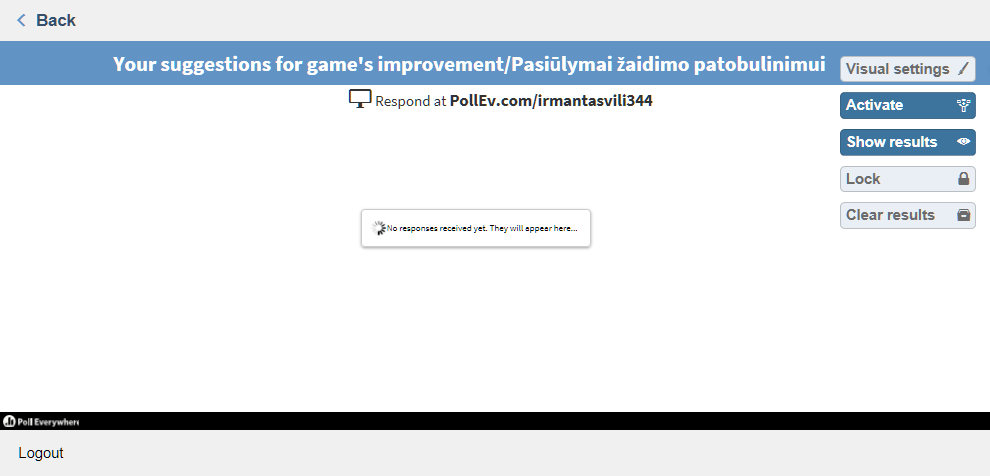 Back
Your suggestions for game's improvement/Pasiūlymai žaidimo patobulinimui
Visual settings
Respond at PollEv.com/irmantasvili344
Activate
Show results
Lock
Clear results
No responses received yet. They will appear here...
Poll Everywhere
Logout